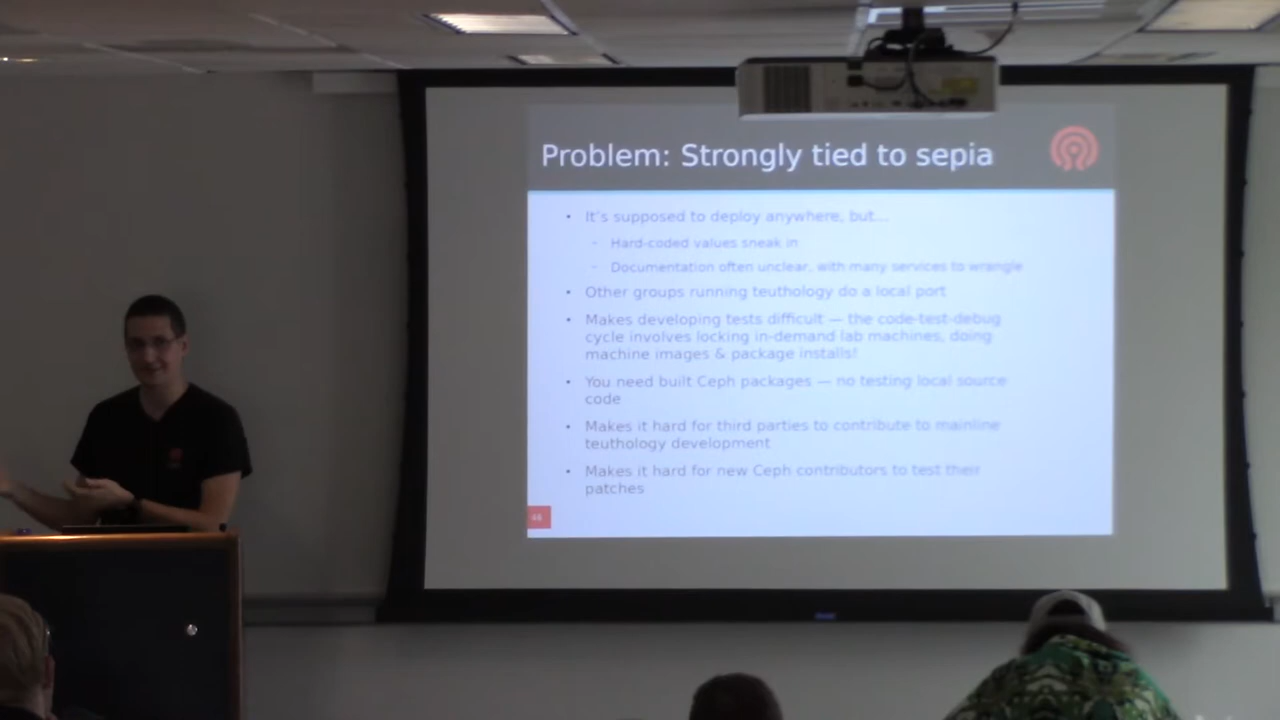 Problem: Strongly tied to sepia
• It's supposed to deploy anywhere, but...
- Hard-coded values sneak in
- Documentation often unclear, with many services to wrangle
• Other groups running teuthology do a local port
• Makes developing tests difficult — the code-test-debug
cycle involves locking in-demand lab machines, doing
machine images & package installs!
• You need built Ceph packages — no testing local source
code
• Makes it hard for third parties to contribute to mainline
teuthology development
• Makes it hard for new Ceph contributors to test their
patches